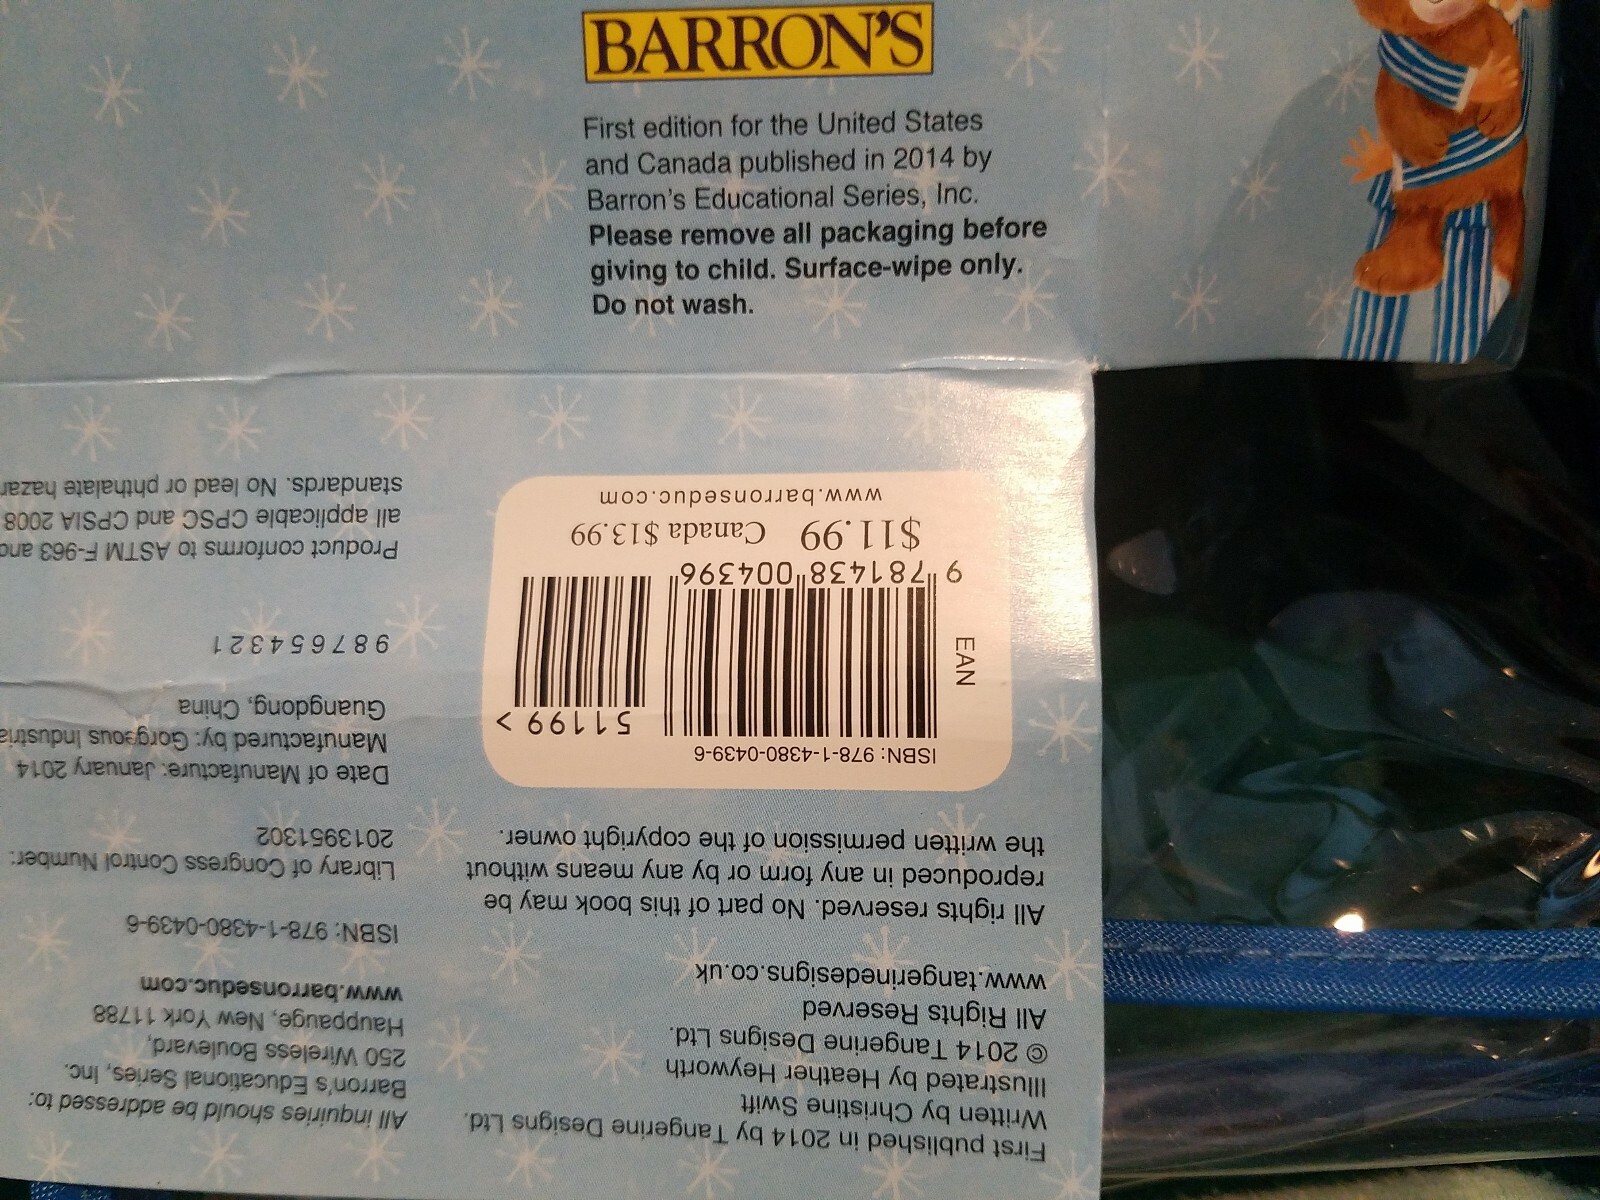 BARRON'S
First edition for the United States
and Canada published in 2014 by
Barron's Educational Series, Inc.
Please remove all packaging before
giving to child. Surface-wipe only.
Do not wash.
First published in 2014 by Tangerine Designs Ltd.
Written by Christine Swift
Illustrated by Heather Heyworth
© 2014 Tangerine Designs Ltd.
All Rights Reserved
www.tangerinedesigns.co.uk
All rights reserved. No part of this book may be
reproduced in any form or by any means without
the written permission of the copyright owner.
ISBN: 978-1-4380-0439-6
EAN
51199 >
9 781438 004396
$11.99 Canada $13.99
www.barronseduc.com
All inquiries should be addressed to:
Barron's Educational Series, Inc.
250 Wireless Boulevard,
Hauppauge, New York 11788
www.barronseduc.com
ISBN: 978-1-4380-0439-6
Library of Congress Control Number:
2013951302
Date of Manufacture: January 2014
Manufactured by: Gorgeous
Guangdong, China
9 8 7 6 5 4 3 2 1
Product conforms to ASTM F-963 and
all applicable CPSC and CPSIA 2008
standards. No lead or phthalate